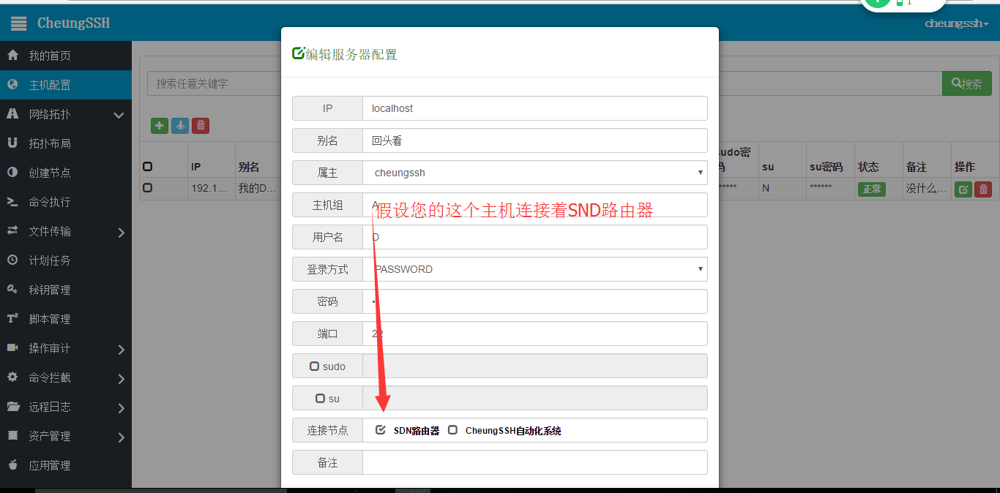 CheungSSH
cheungssh
我的首页
主机配置
网络拓扑
拓扑布局
创建节点
命令执行
文件传输
计划任务
秘钥管理
脚本管理
操作审计
命令拦截
远程日志
资产管理
应用管理
搜索任意关键字
搜索
IP
别名
sudo密码
su
su密码
状态
备注
操作
192.1...
我的D...
*****
N
******
正常
没什么...
编辑服务器配置
IP localhost
别名 回头看
属主 cheungssh
主机组 A
假设您的这个主机连接着SND路由器
用户名 D
登录方式 PASSWORD
密码 •
端口 22
sudo
su
连接节点 SDN路由器 CheungSSH自动化系统
备注